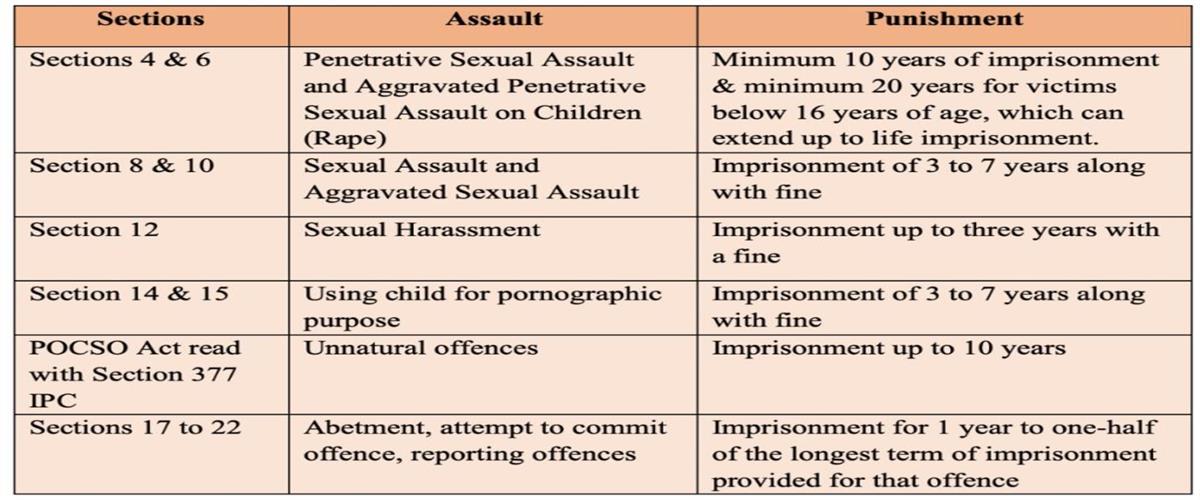 Sections Assault Punishment
Sections 4 & 6
Penetrative Sexual Assault
and Aggravated Penetrative
Sexual Assault on Children
(Rape)
Minimum 10 years of imprisonment
& minimum 20 years for victims
below 16 years of age, which can
extend up to life imprisonment.
Section 8 & 10
Sexual Assault and
Aggravated Sexual Assault
Imprisonment of 3 to 7 years along
with fine
Section 12
Sexual Harassment
Imprisonment up to three years with
a fine
Section 14 & 15
Using child for pornographic
purpose
Imprisonment of 3 to 7 years along
with fine
POCSO Act read
with Section 377
IPC
Unnatural offences
Imprisonment up to 10 years
Sections 17 to 22
Abetment, attempt to commit
offence, reporting offences
Imprisonment for 1 year to one-half
of the longest term of imprisonment
provided for that offence